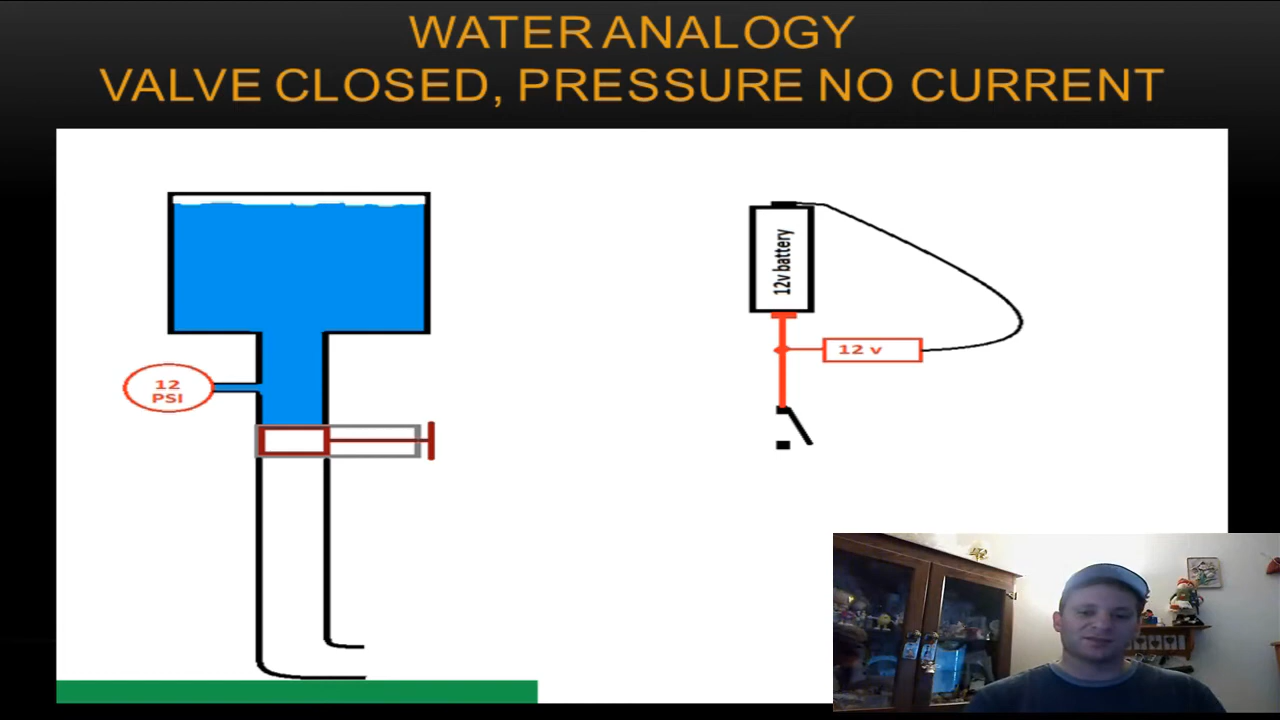 WATER ANALOGY
VALVE CLOSED, PRESSURE NO CURRENT
12v battery
12 v
12
PSI